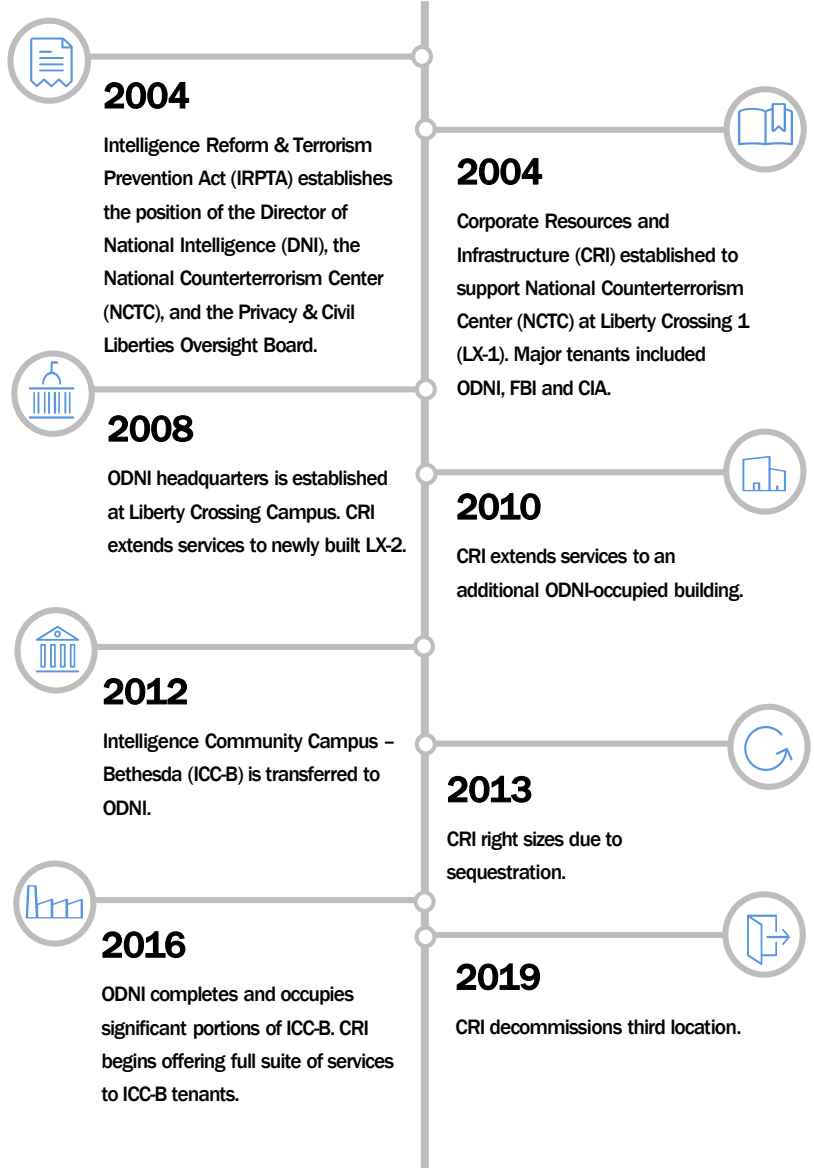 2004
Intelligence Reform & Terrorism
Prevention Act (IRPTA) establishes
the position of the Director of
National Intelligence (DNI), the
National Counterterrorism Center
(NCTC), and the Privacy & Civil
Liberties Oversight Board.
2004
Corporate Resources and
Infrastructure (CRI) established to
support National Counterterrorism
Center (NCTC) at Liberty Crossing 1
(LX-1). Major tenants included
ODNI, FBI and CIA.
2008
ODNI headquarters is established
at Liberty Crossing Campus. CRI
extends services to newly built LX-2.
2010
CRI extends services to an
additional ODNI-occupied building.
2012
Intelligence Community Campus –
Bethesda (ICC-B) is transferred to
ODNI.
2013
CRI right sizes due to
sequestration.
2016
ODNI completes and occupies
significant portions of ICC-B. CRI
begins offering full suite of services
to ICC-B tenants.
2019
CRI decommissions third location.